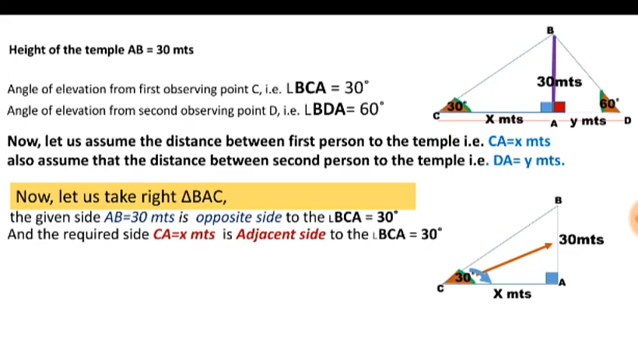 B
Height of the temple AB = 30 mts
30mts
Angle of elevation from first observing point C, i.e. LBCA = 30°
30°
60°
Angle of elevation from second observing point D, i.e. LBDA= 60°
C
X mts
A
y mts
D
Now, let us assume the distance between first person to the temple i.e. CA=x mts
also assume that the distance between second person to the temple i.e. DA= y mts.
Now, let us take right ΔBAC,
the given side AB=30 mts is opposite side to the LBCA = 30°
And the required side CA=x mts is Adjacent side to the LBCA = 30°
B
30mts
30°
C
A
X mts